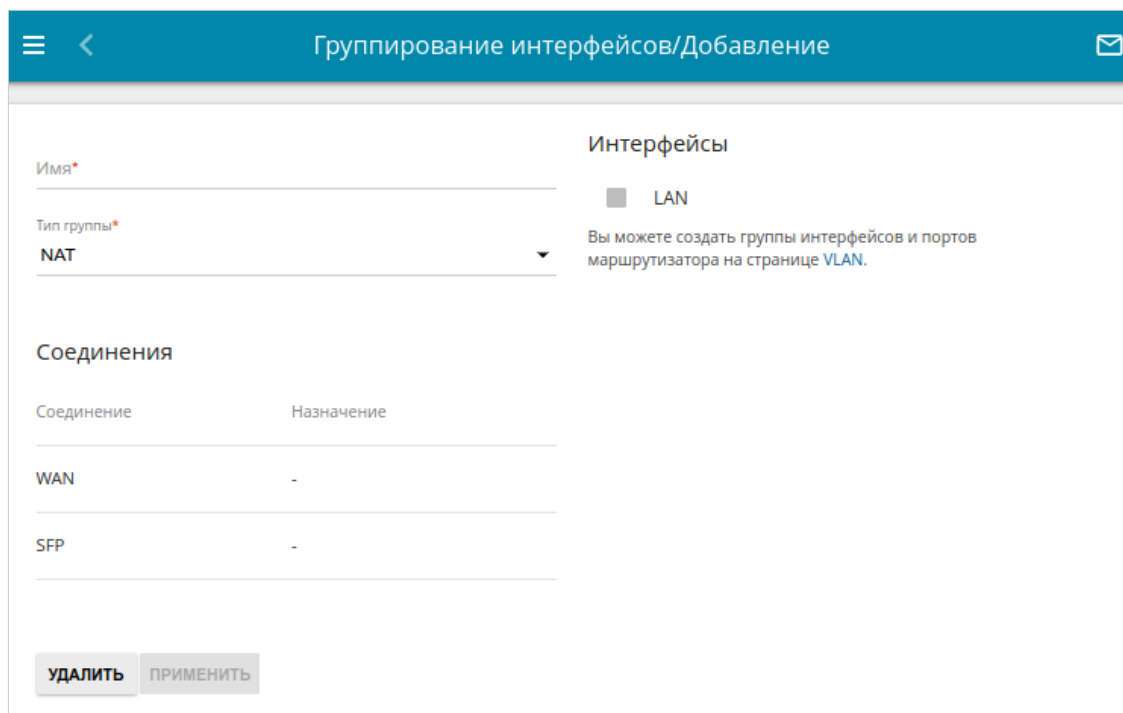 Группирование интерфейсов/Добавление
Имя*
Тип группы*
NAT
Интерфейсы
LAN
Вы можете создать группы интерфейсов и портов
маршрутизатора на странице VLAN.
Соединения
Соединение Назначение
WAN -
SFP -
УДАЛИТЬ ПРИМЕНИТЬ